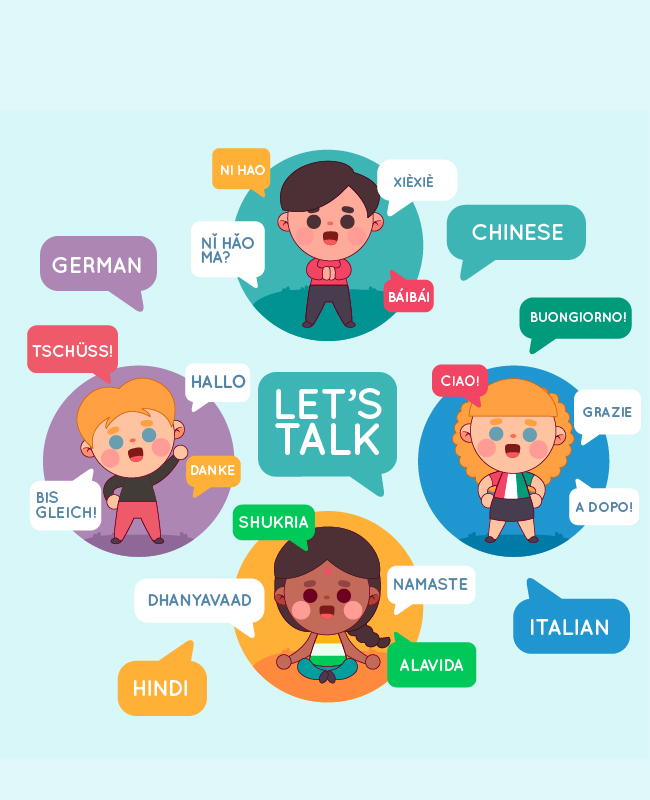 NI HAO
XIÈXIÈ
NǏ HǍO
MA?
CHINESE
BÁIBÁI
GERMAN
TSCHÜSS!
HALLO
DANKE
BIS
GLEICH!
LET'S
TALK
BUONGIORNO!
CIAO!
GRAZIE
A DOPO!
ITALIAN
SHUKRIA
DHANYAVAAD
NAMASTE
ALAVIDA
HINDI